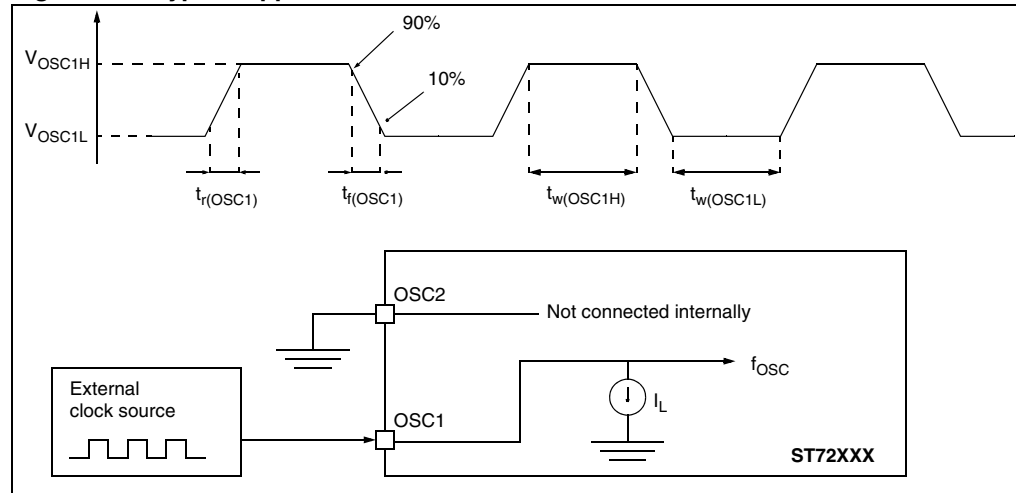 90%
V_OSC1H
10%
V_OSC1L
t_r(OSC1)
t_f(OSC1)
t_w(OSC1H)
t_w(OSC1L)
OSC2
Not connected internally
f_OSC
External
clock source
I_L
OSC1
ST72XXX